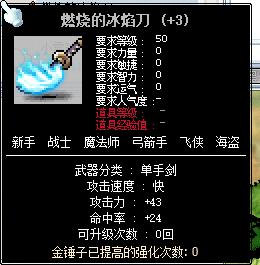 燃烧的冰焰刀 (+3)
要求等级: 50
要求力量: 0
要求敏捷: 0
要求智力: 0
要求运气: 0
要求人气度: -
道具等级: -
道具经验值: -
新手 战士 魔法师 弓箭手 飞侠 海盗
武器分类: 单手剑
攻击速度: 快
攻击力: +43
命中率: +24
可升级次数: 0回
金锤子已提高的强化次数: 0